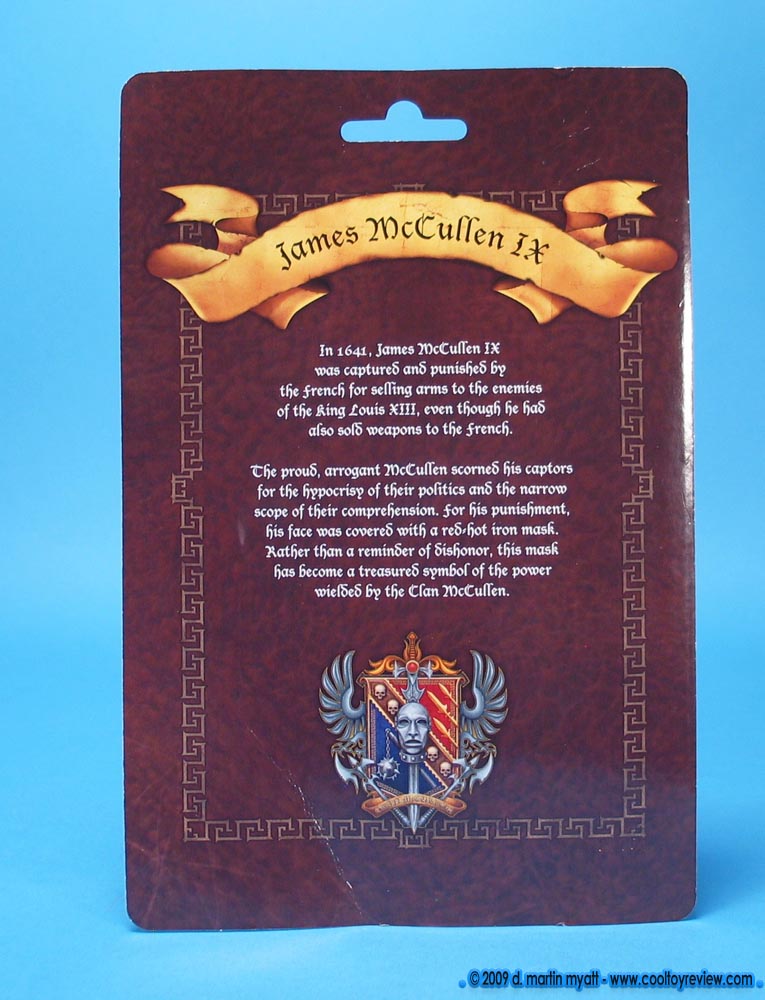 James McCullen IX
In 1641, James McCullen IX
was captured and punished by
the French for selling arms to the enemies
of the King Louis XIII, even though he had
also sold weapons to the French.
The proud, arrogant McCullen scorned his captors
for the hypocrisy of their politics and the narrow
scope of their comprehension. For his punishment,
his face was covered with a red-hot iron mask.
Rather than a reminder of dishonor, this mask
has become a treasured symbol of the power
wielded by the Clan McCullen.
© 2009 d. martin myatt - www.cooltoyreview.com